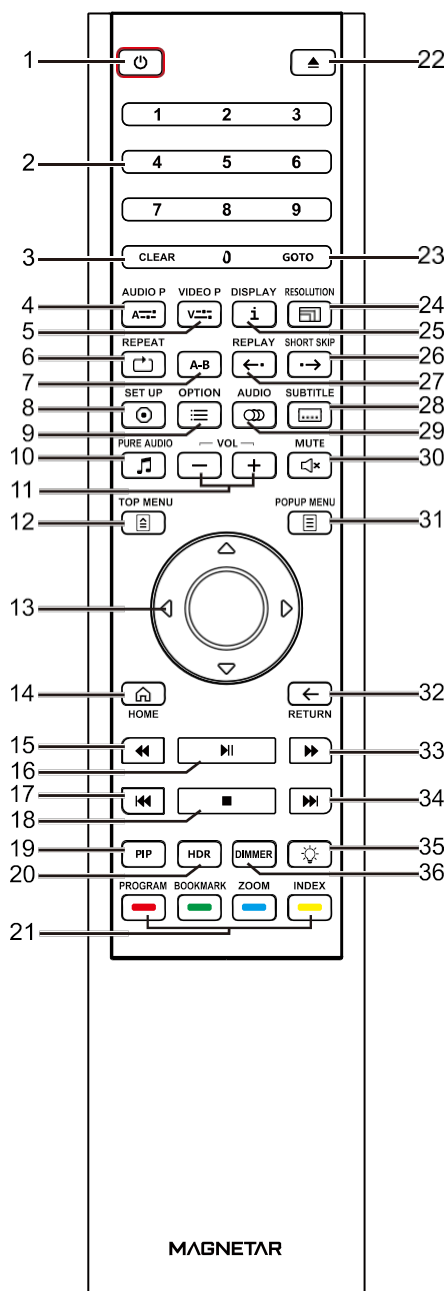 1 22
1 2 3
2 4 5 6
7 8 9
3 CLEAR 0 GOTO 23
AUDIO P VIDEO P DISPLAY RESOLUTION
4 A V i 24
5 25
REPEAT REPLAY SHORT SKIP
6 A-B 26
7 27
SET UP OPTION AUDIO SUBTITLE
8 28
9 29
PURE AUDIO VOL MUTE
10 − + 30
11
TOP MENU POPUP MENU
12 31
13
14 32
HOME RETURN
15 33
16
17 34
18
19 PIP HDR DIMMER 35
20 36
PROGRAM BOOKMARK ZOOM INDEX
21
MAGNETAR